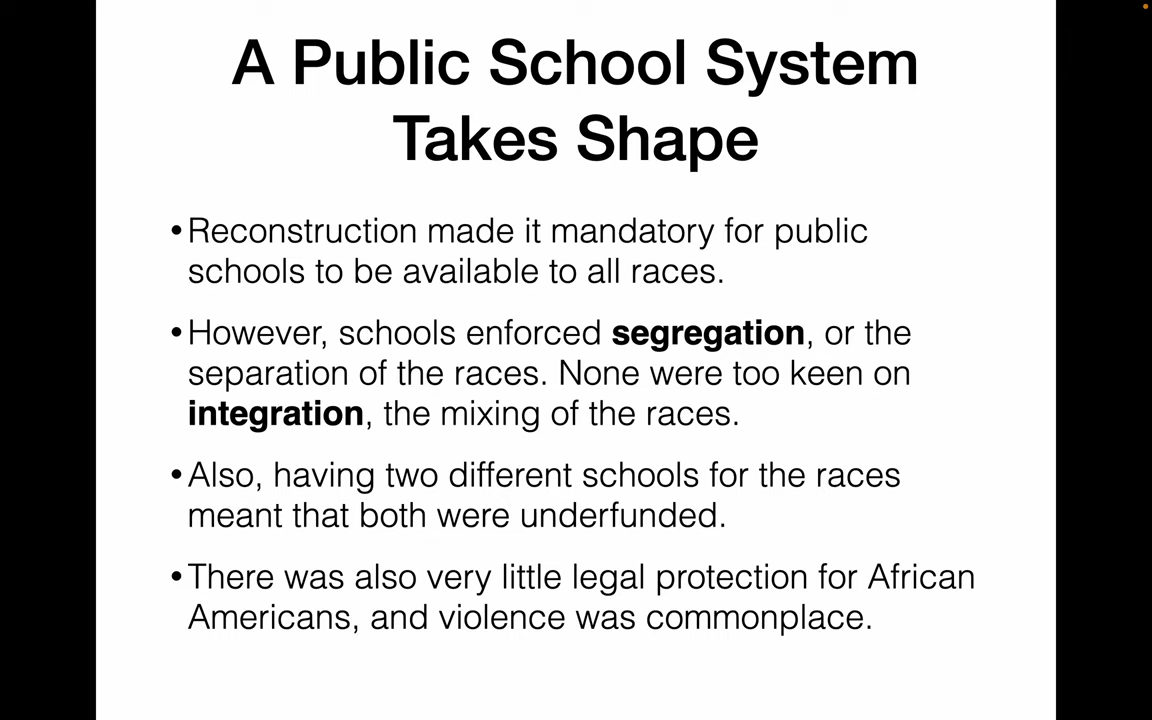 A Public School System
Takes Shape
•Reconstruction made it mandatory for public
schools to be available to all races.
•However, schools enforced segregation, or the
separation of the races. None were too keen on
integration, the mixing of the races.
•Also, having two different schools for the races
meant that both were underfunded.
•There was also very little legal protection for African
Americans, and violence was commonplace.